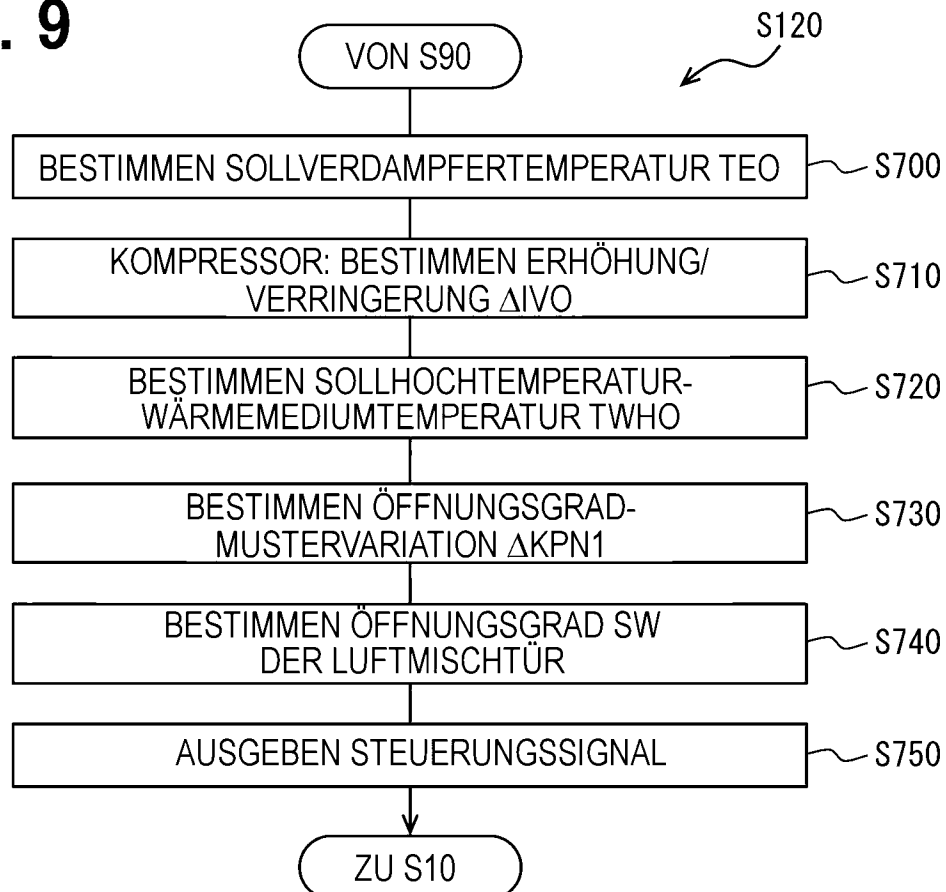 . 9
S120
VON S90
BESTIMMEN SOLLVERDAMPFERTEMPERATUR TEO
S700
KOMPRESSOR: BESTIMMEN ERHÖHUNG/
VERRINGERUNG ΔIVO
S710
BESTIMMEN SOLLHOCHTEMPERATUR-
WÄRMEMEDIUMTEMPERATUR TWHO
S720
BESTIMMEN ÖFFNUNGSGRAD-
MUSTERVARIATION ΔKPN1
S730
BESTIMMEN ÖFFNUNGSGRAD SW
DER LUFTMISCHTÜR
S740
AUSGEBEN STEUERUNGSSIGNAL
S750
ZU S10